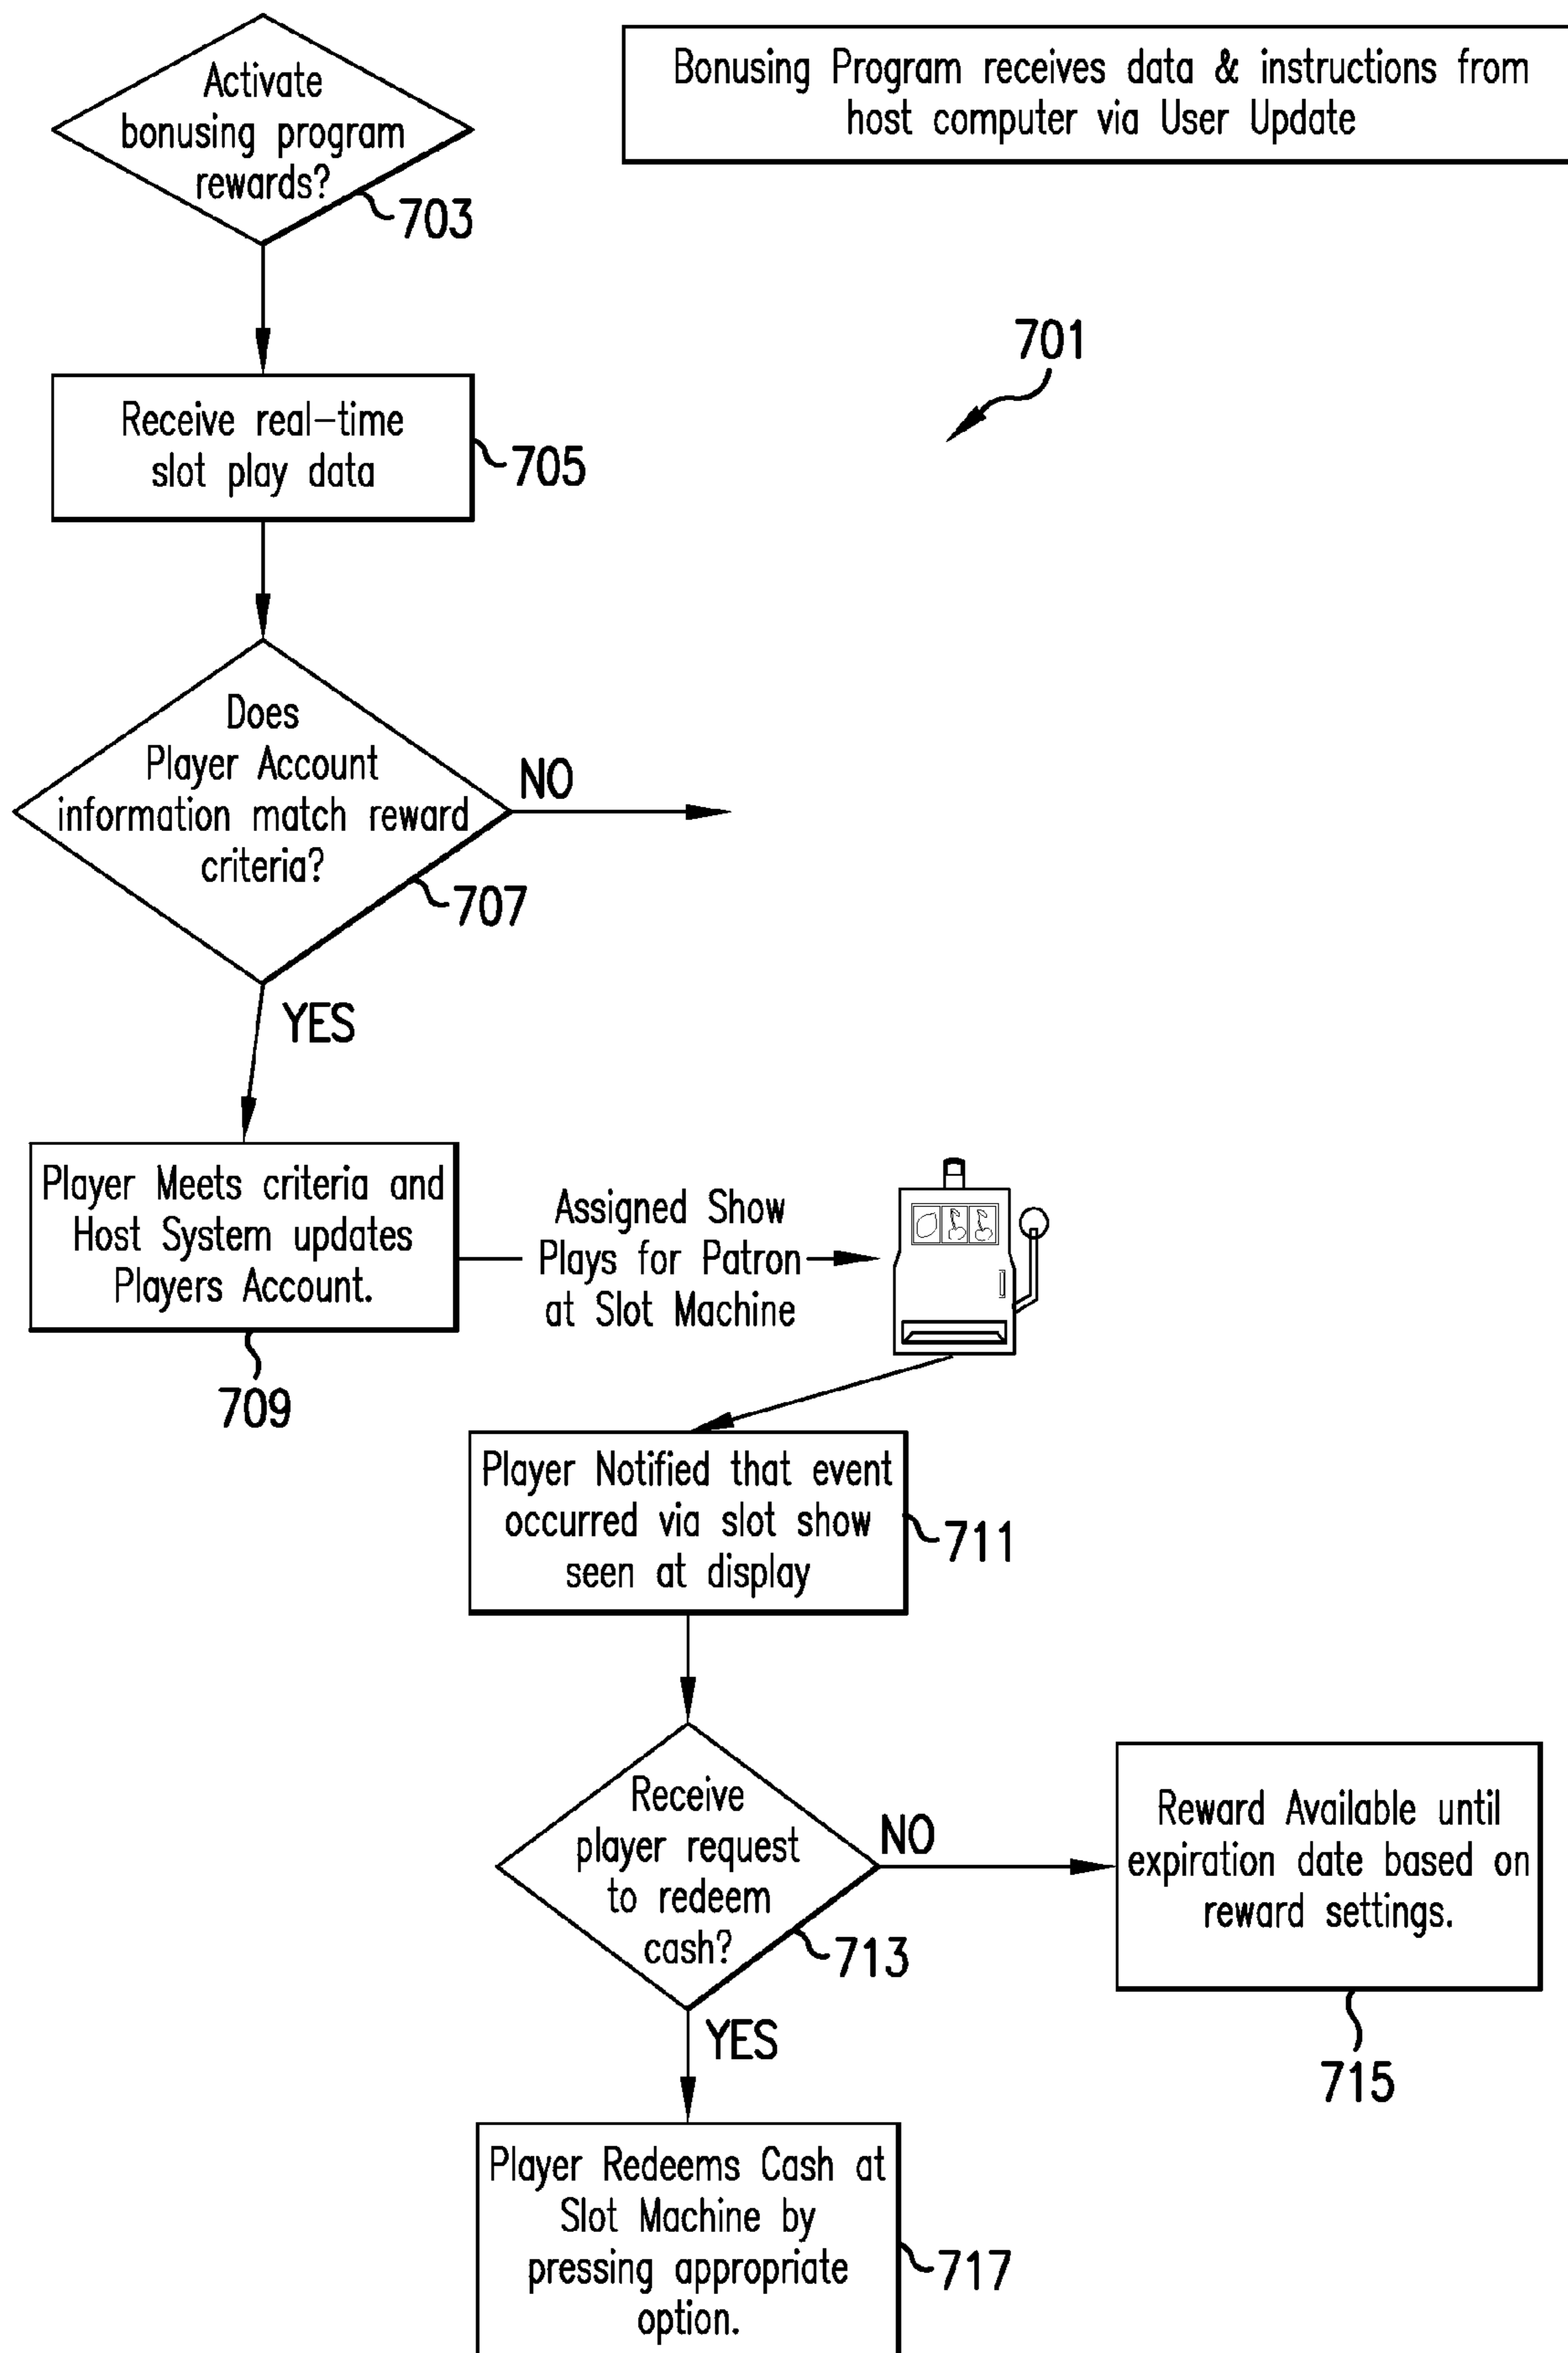 Activate
bonusing program
rewards?
703
Bonusing Program receives data & instructions from
host computer via User Update
701
Receive real-time
slot play data
705
Does
Player Account
information match reward
criteria?
NO
707
YES
Player Meets criteria and
Host System updates
Players Account.
709
Assigned Show
Plays for Patron
at Slot Machine
Player Notified that event
occurred via slot show
seen at display
711
Receive
player request
to redeem
cash?
NO
713
YES
Reward Available until
expiration date based on
reward settings.
715
Player Redeems Cash at
Slot Machine by
pressing appropriate
option.
717